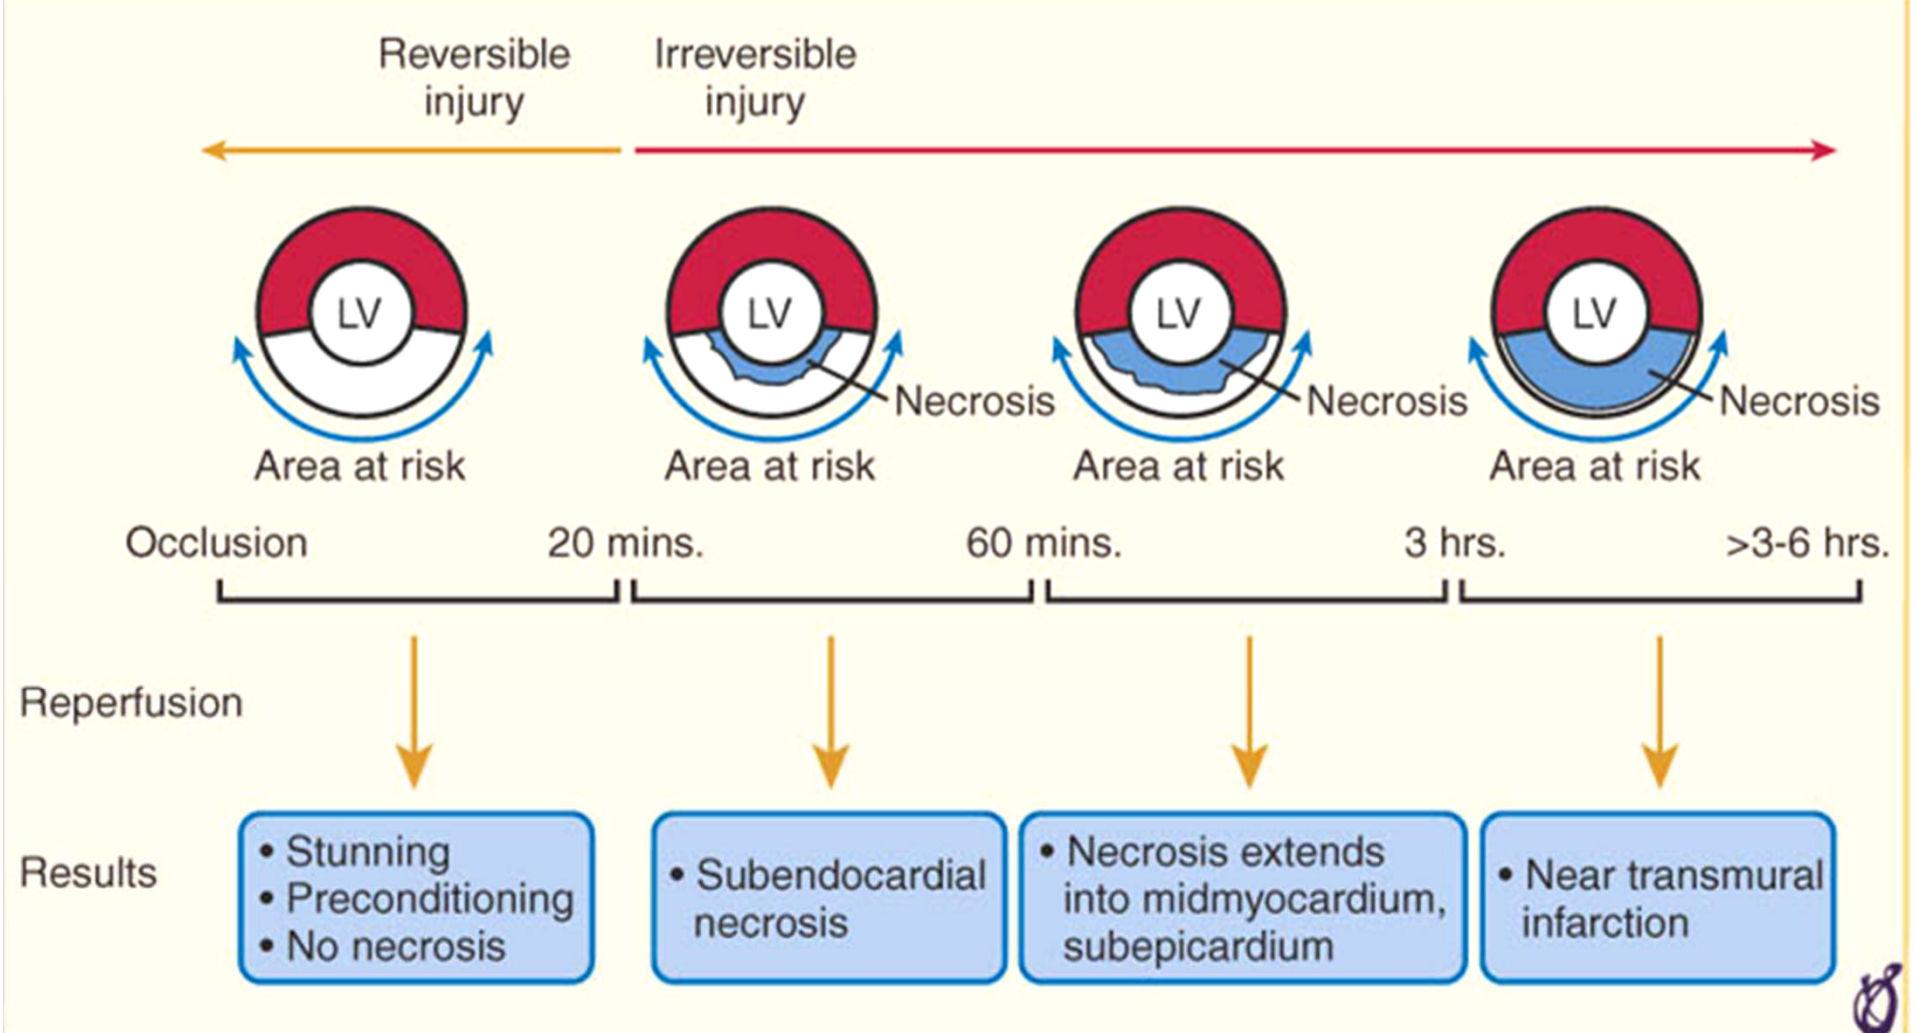 Reversible
injury
Irreversible
injury
LV
LV
LV
LV
Necrosis
Necrosis
Necrosis
Area at risk
Area at risk
Area at risk
Area at risk
Occlusion
20 mins.
60 mins.
3 hrs.
>3-6 hrs.
Reperfusion
Results
• Stunning
• Preconditioning
• No necrosis
• Subendocardial
necrosis
• Necrosis extends
into midmyocardium,
subepicardium
• Near transmural
infarction